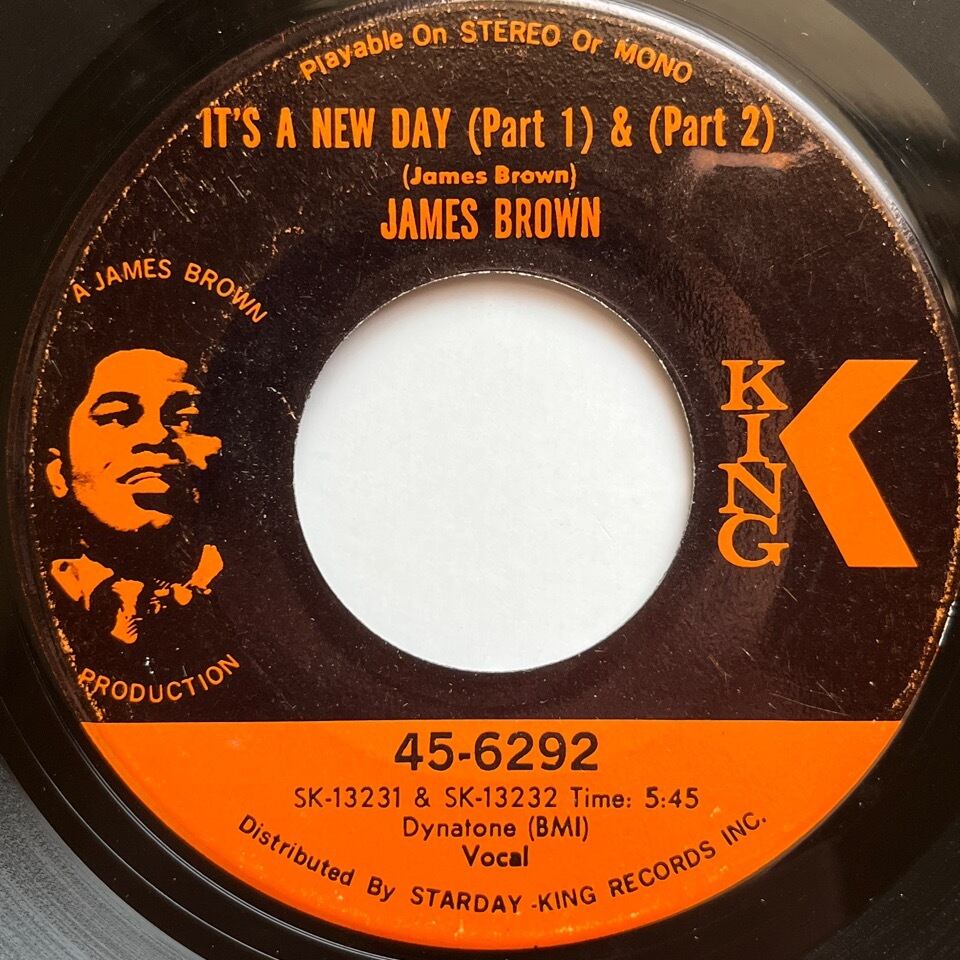 Playable On STEREO Or MONO
IT'S A NEW DAY (Part 1) & (Part 2)
(James Brown)
JAMES BROWN
A JAMES BROWN
PRODUCTION
KING
K
45-6292
SK-13231 & SK-13232 Time: 5:45
Dynatone (BMI)
Vocal
Distributed By STARDAY-KING RECORDS INC.